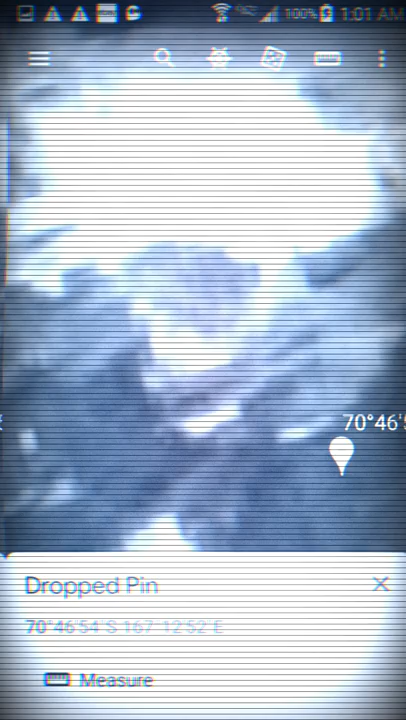 100% 1:01 AM
70°46'
Dropped Pin
70°46'54"S 167°12'52"E
Measure